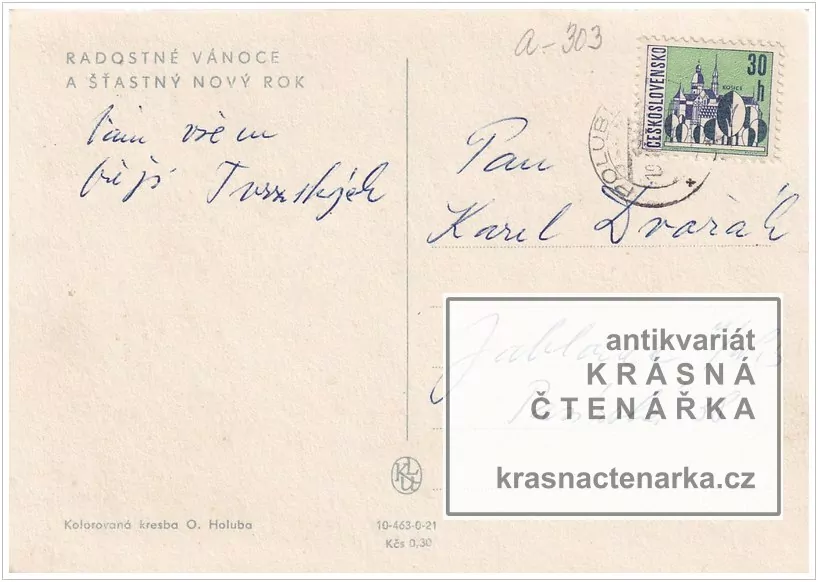 a-303
RADOSTNÉ VÁNOCE
A ŠŤASTNÝ NOVÝ ROK
Vám všem
přejí
ČESKOSLOVENSKO
30 h
KOŠICE
POLUB
Pan
Karel Dvořák
antikvariát
KRÁSNÁ
ČTENÁŘKA
krasnactenarka.cz
Kolorovaná kresba O. Holuba
10-463-0-21
Kčs 0,30